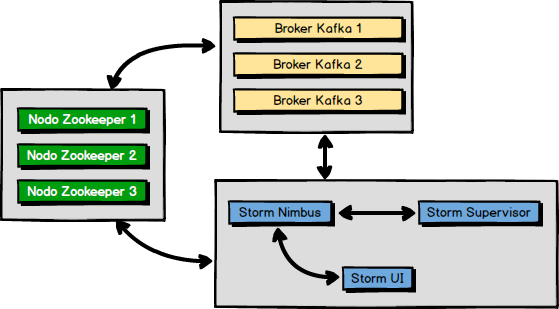 Broker Kafka 1
Broker Kafka 2
Broker Kafka 3
Nodo Zookeeper 1
Nodo Zookeeper 2
Nodo Zookeeper 3
Storm Nimbus
Storm Supervisor
Storm UI